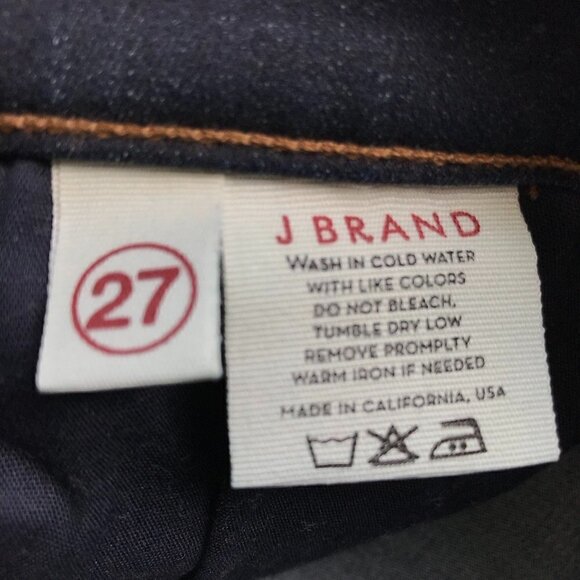 27
J BRAND
WASH IN COLD WATER
WITH LIKE COLORS
DO NOT BLEACH,
TUMBLE DRY LOW
REMOVE PROMPLTY
WARM IRON IF NEEDED
MADE IN CALIFORNIA, USA